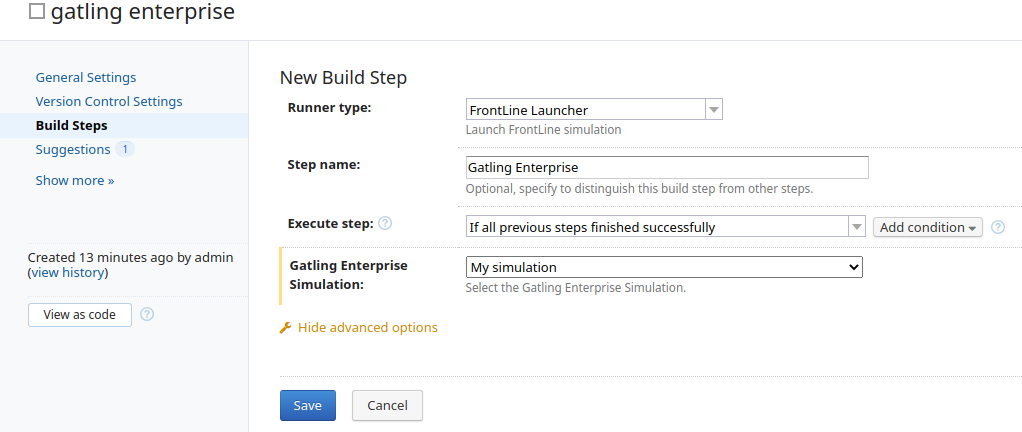 gatling enterprise
General Settings
Version Control Settings
Build Steps
Suggestions 1
Show more »
Created 13 minutes ago by admin
(view history)
View as code ?
New Build Step
Runner type:
FrontLine Launcher
Launch FrontLine simulation
Step name:
Gatling Enterprise
Optional, specify to distinguish this build step from other steps.
Execute step: ?
If all previous steps finished successfully
Add condition ?
Gatling Enterprise
Simulation:
My simulation
Select the Gatling Enterprise Simulation.
Hide advanced options
Save
Cancel